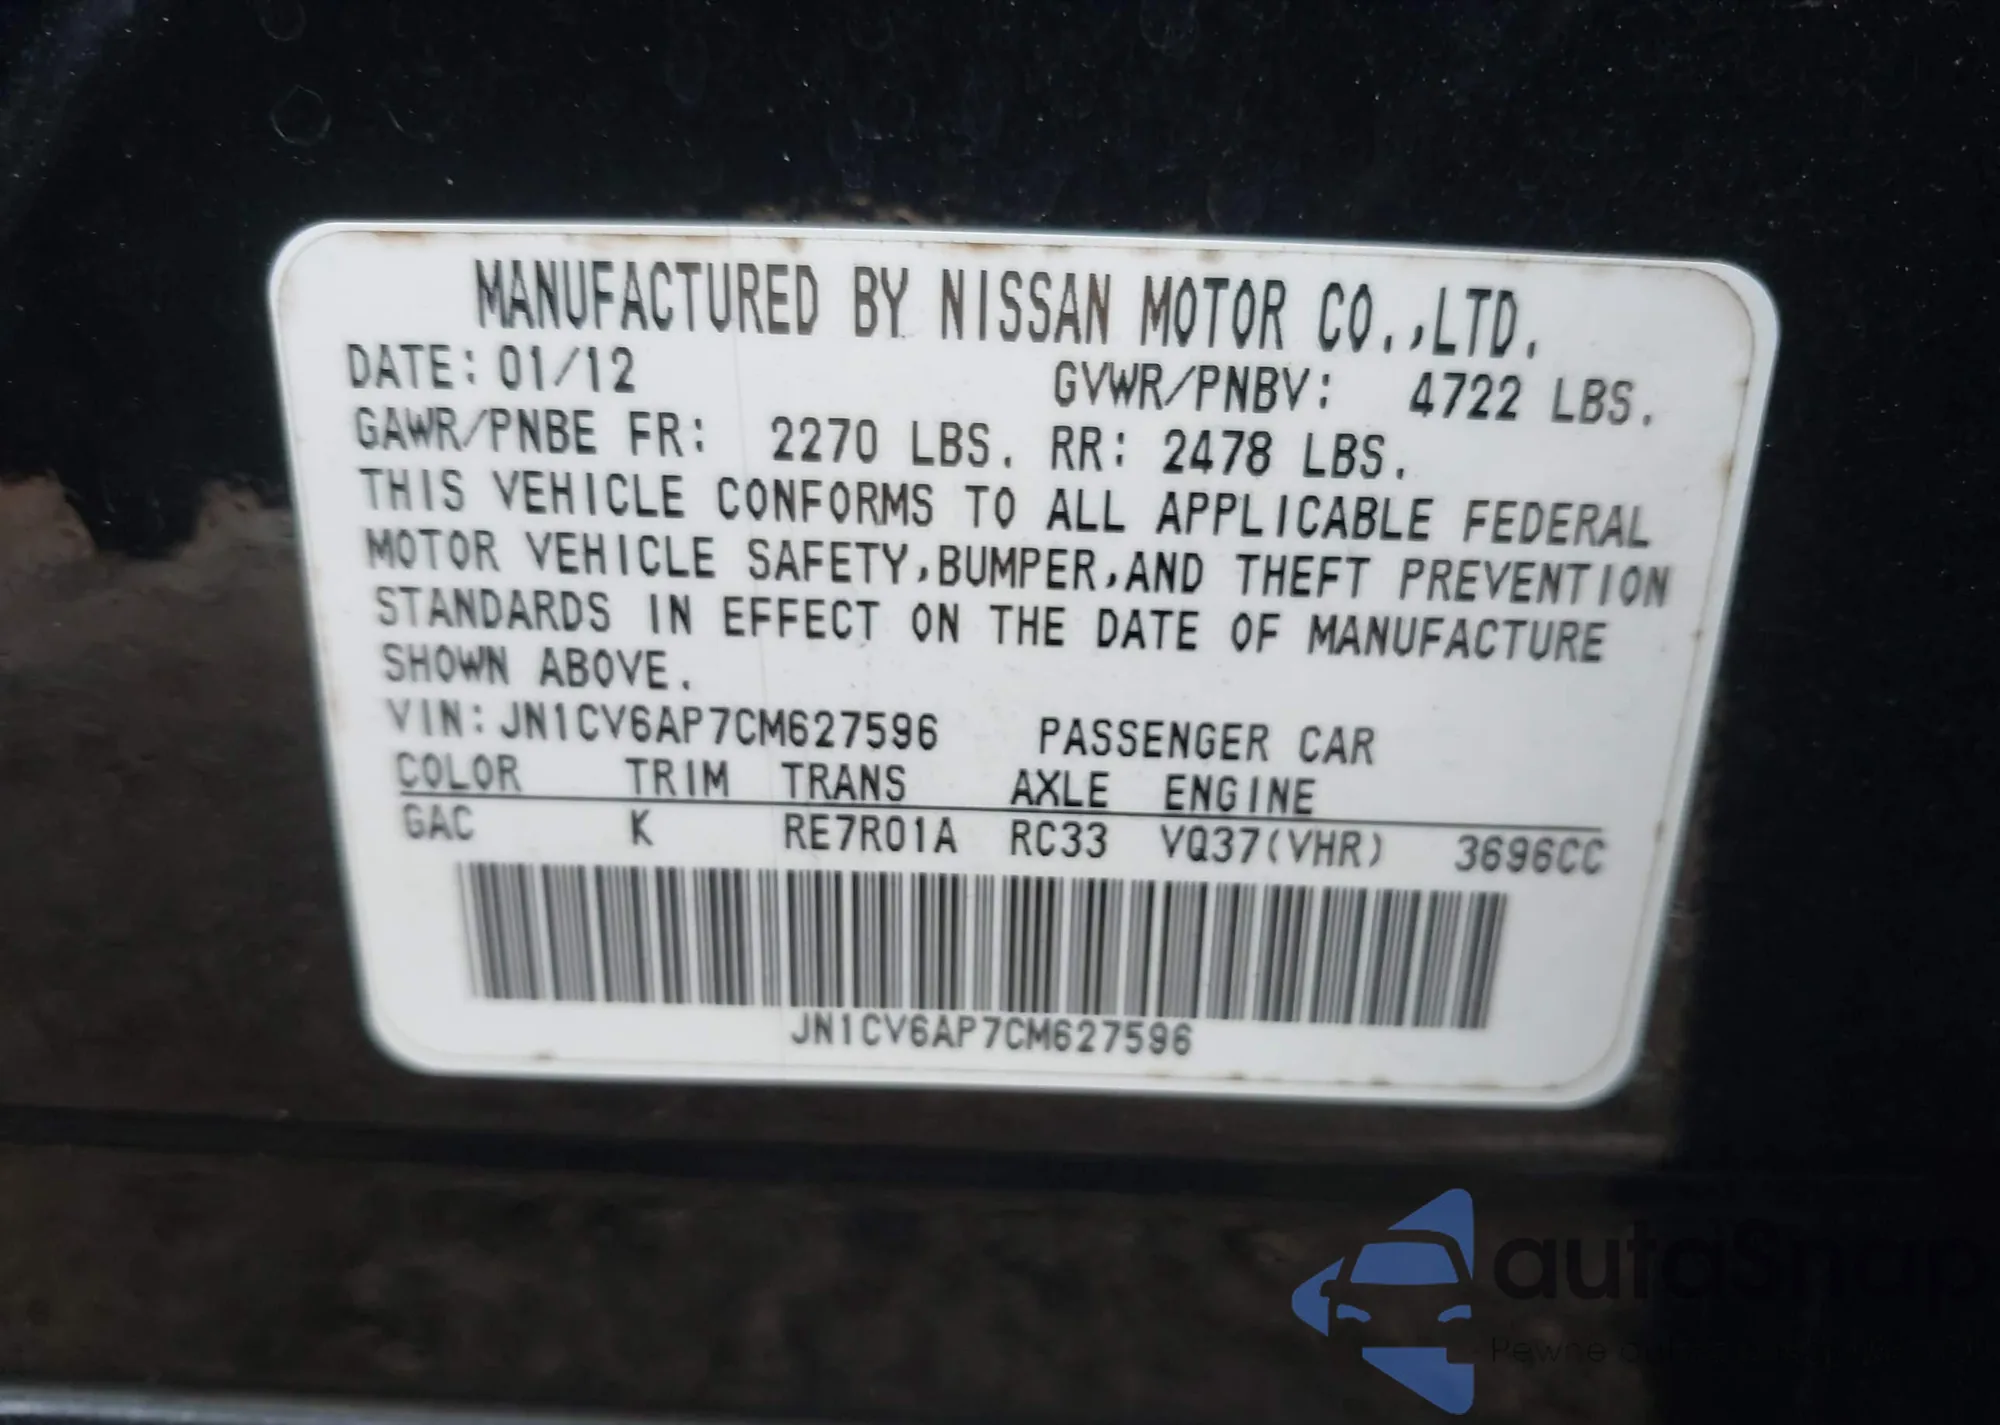 MANUFACTURED BY NISSAN MOTOR CO.,LTD.
DATE: 01/12 GVWR/PNBV: 4722 LBS.
GAWR/PNBE FR: 2270 LBS. RR: 2478 LBS.
THIS VEHICLE CONFORMS TO ALL APPLICABLE FEDERAL
MOTOR VEHICLE SAFETY,BUMPER,AND THEFT PREVENTION
STANDARDS IN EFFECT ON THE DATE OF MANUFACTURE
SHOWN ABOVE.
VIN: JN1CV6AP7CM627596 PASSENGER CAR
COLOR TRIM TRANS AXLE ENGINE
GAC K RE7R01A RC33 VQ37(VHR) 3696CC
JN1CV6AP7CM627596
autaSnap
Pewne